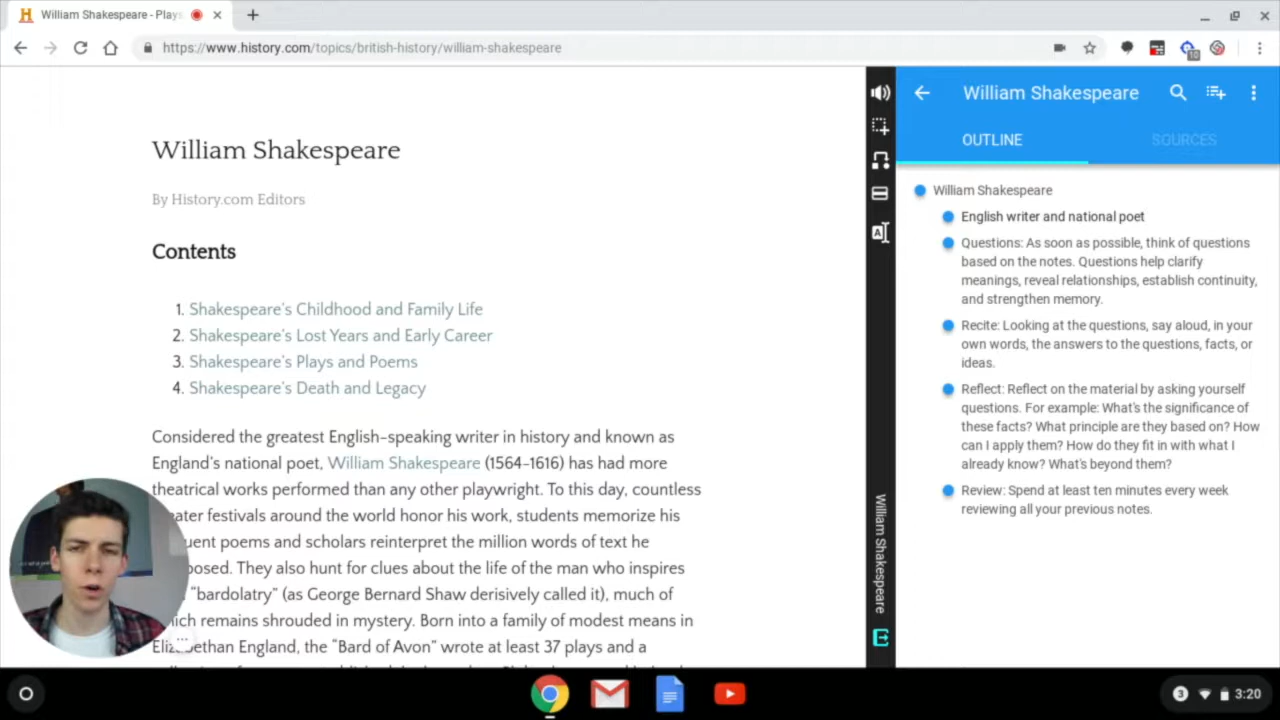 William Shakespeare - Plays
https://www.history.com/topics/british-history/william-shakespeare
10
William Shakespeare
By History.com Editors
Contents
1. Shakespeare's Childhood and Family Life
2. Shakespeare's Lost Years and Early Career
3. Shakespeare's Plays and Poems
4. Shakespeare's Death and Legacy
Considered the greatest English-speaking writer in history and known as
England's national poet, William Shakespeare (1564-1616) has had more
theatrical works performed than any other playwright. To this day, countless
festivals around the world honor his work, students memorize his
poems and scholars reinterpret the million words of text he
They also hunt for clues about the life of the man who inspires
"bardolatry" (as George Bernard Shaw derisively called it), much of
remains shrouded in mystery. Born into a family of modest means in
England, the "Bard of Avon" wrote at least 37 plays and a
A
William Shakespeare
William Shakespeare
OUTLINE
SOURCES
William Shakespeare
English writer and national poet
Questions: As soon as possible, think of questions
based on the notes. Questions help clarify
meanings, reveal relationships, establish continuity,
and strengthen memory.
Recite: Looking at the questions, say aloud, in your
own words, the answers to the questions, facts, or
ideas.
Reflect: Reflect on the material by asking yourself
questions. For example: What's the significance of
these facts? What principle are they based on? How
can I apply them? How do they fit in with what I
already know? What's beyond them?
Review: Spend at least ten minutes every week
reviewing all your previous notes.
3
3:20